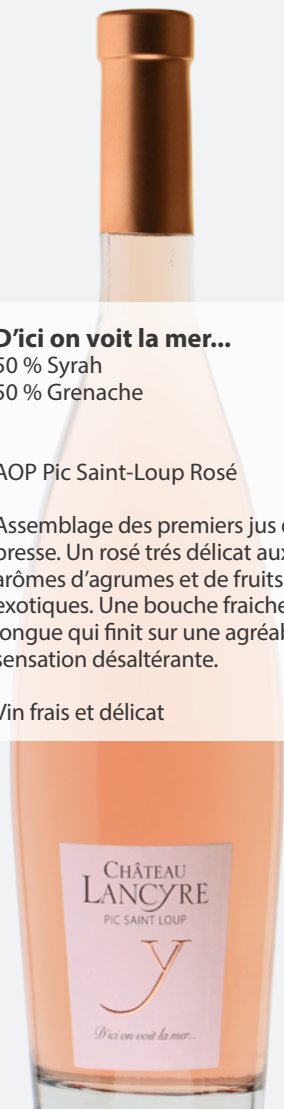 D’ici on voit la mer...
50 % Syrah
50 % Grenache
AOP Pic Saint-Loup Rosé
Assemblage des premiers jus
presse. Un rosé trés délicat aux
arômes d’agrumes et de fruits
exotiques. Une bouche fraiche
longue qui finit sur une agréab
sensation désaltérante.
Vin frais et délicat
CHÂTEAU
LANCYRE
PIC SAINT LOUP
y
D'ici on voit la mer...